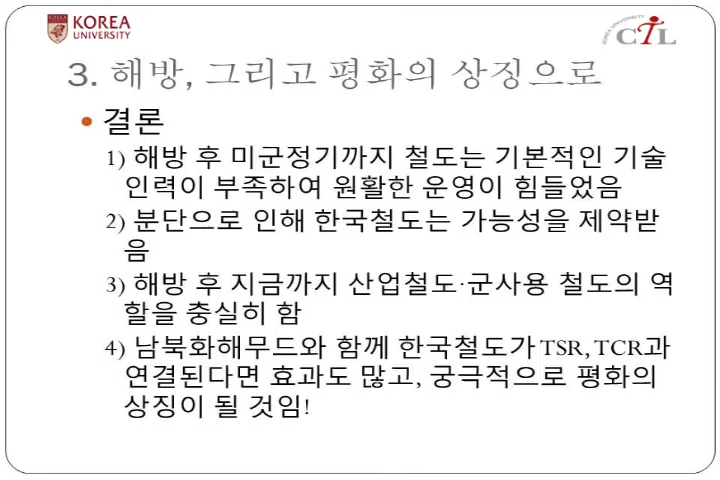 KOREA
UNIVERSITY
KOREA UNIVERSITY
CTL
3. 해방, 그리고 평화의 상징으로
• 결론
1) 해방 후 미군정기까지 철도는 기본적인 기술
인력이 부족하여 원활한 운영이 힘들었음
2) 분단으로 인해 한국철도는 가능성을 제약받
음
3) 해방 후 지금까지 산업철도·군사용 철도의 역
할을 충실히 함
4) 남북화해무드와 함께 한국철도가 TSR, TCR과
연결된다면 효과도 많고, 궁극적으로 평화의
상징이 될 것임!